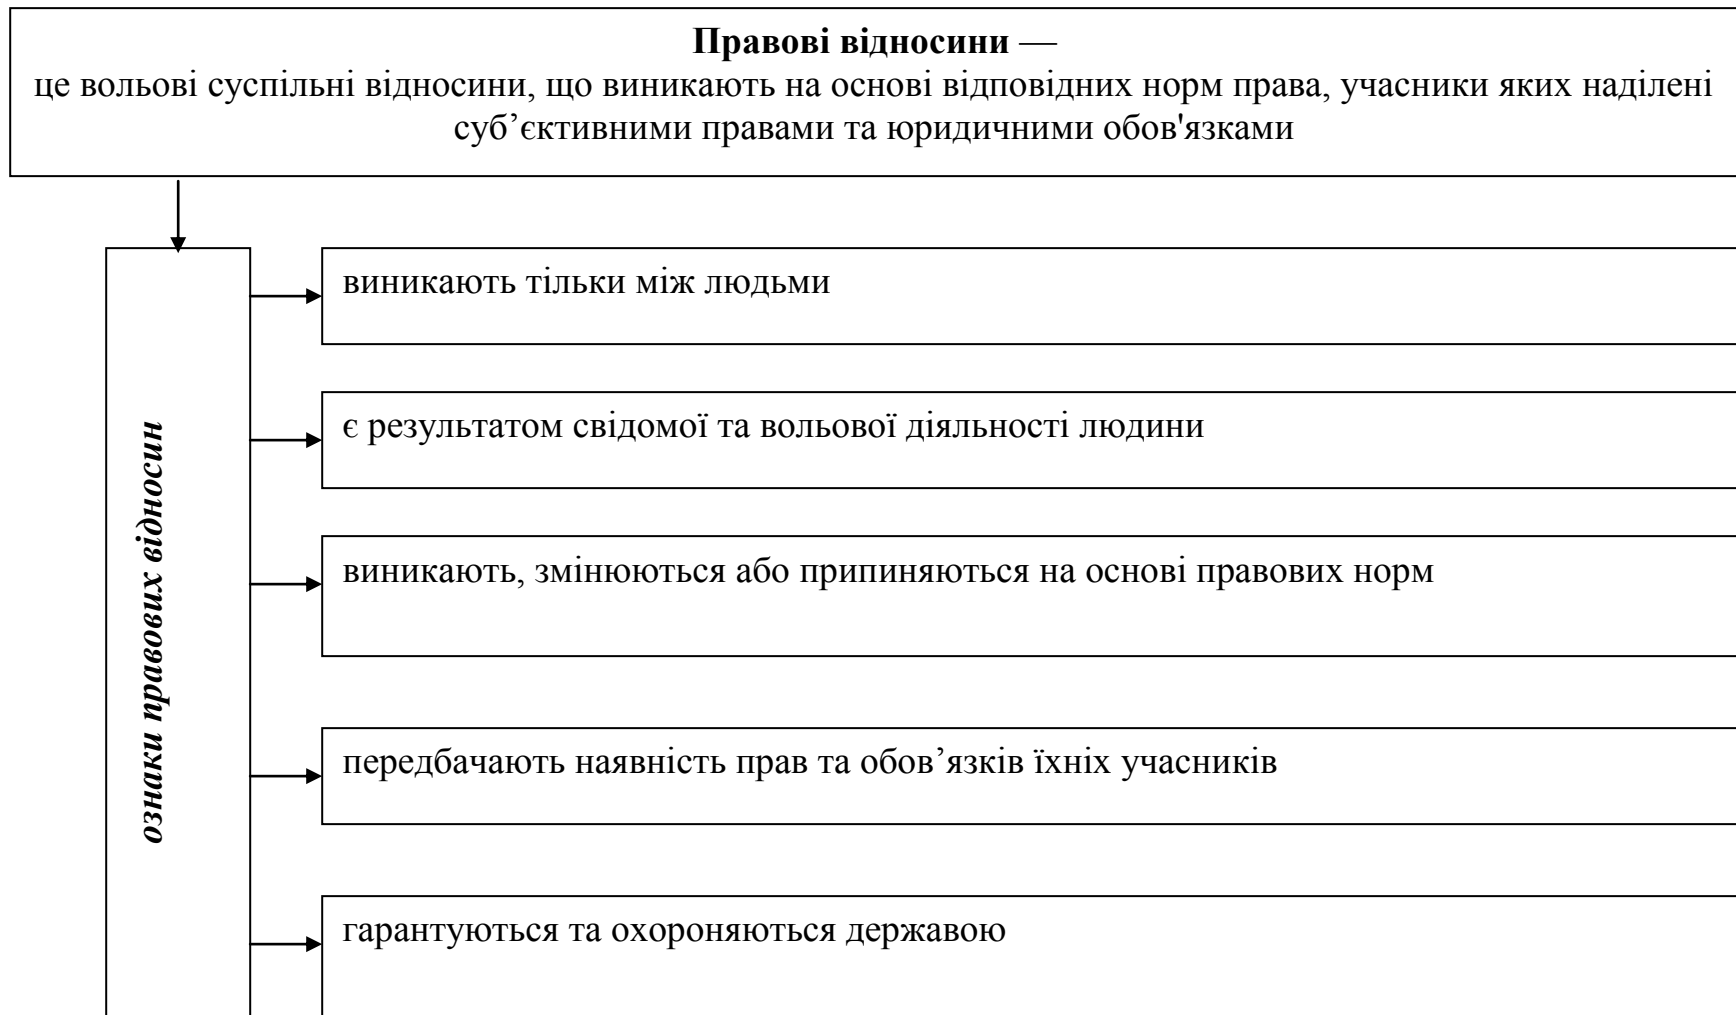 Правові відносини —
це вольові суспільні відносини, що виникають на основі відповідних норм права, учасники яких наділені
суб’єктивними правами та юридичними обов'язками
ознаки правових відносин
виникають тільки між людьми
є результатом свідомої та вольової діяльності людини
виникають, змінюються або припиняються на основі правових норм
передбачають наявність прав та обов’язків їхніх учасників
гарантуються та охороняються державою